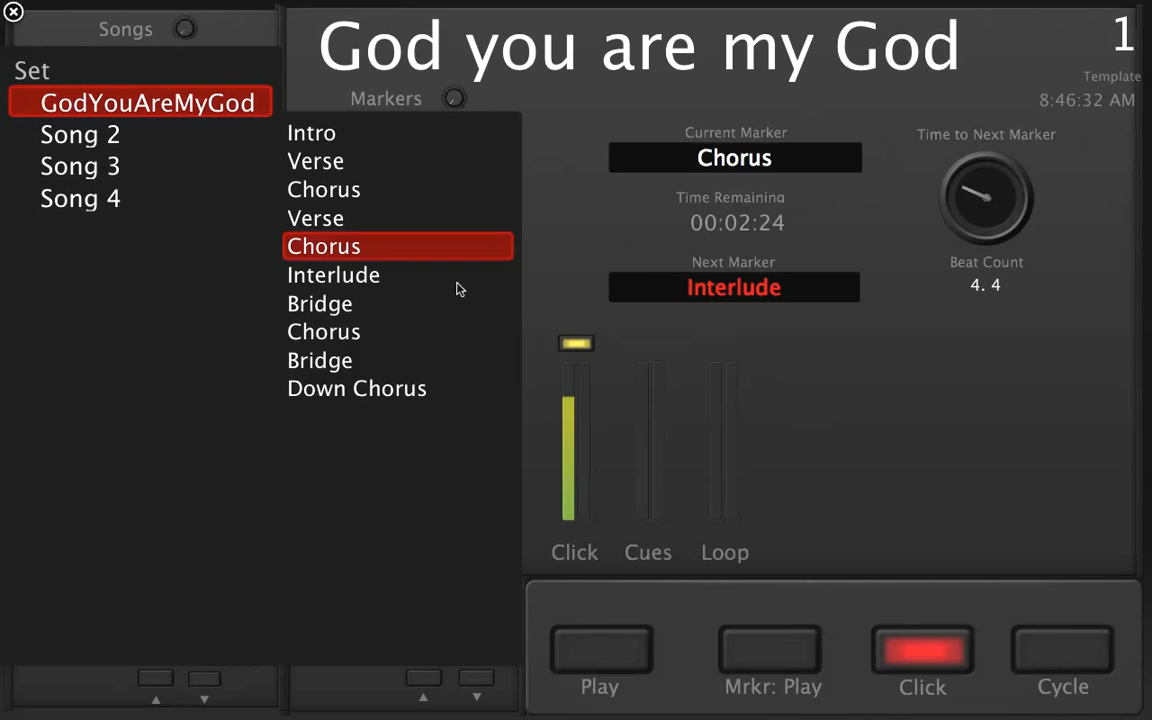 Songs
Set
GodYouAreMyGod
Song 2
Song 3
Song 4
God you are my God
1
Template
8:46:32 AM
Markers
Intro
Verse
Chorus
Verse
Chorus
Interlude
Bridge
Chorus
Bridge
Down Chorus
Current Marker
Chorus
Time Remaining
00:02:24
Next Marker
Interlude
Time to Next Marker
Beat Count
4. 4
Click
Cues
Loop
Play
Mrkr: Play
Click
Cycle